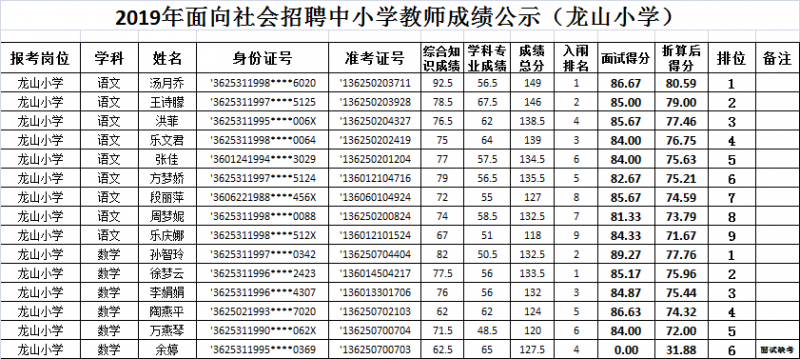 2019年面向社会招聘中小学教师成绩公示（龙山小学）
报考岗位 学科 姓名 身份证号 准考证号 综合知识成绩 学科专业成绩 成绩总分 入闱排名 面试得分 折算后得分 排位 备注
龙山小学 语文 汤月乔 '3625311998****6020 '136250203711 92.5 56.5 149 1 86.67 80.59 1
龙山小学 语文 王诗朦 '3625311997****5125 '136250203928 78.5 67.5 146 2 85.00 79.00 2
龙山小学 语文 洪菲 '3625311995****006X '136250204327 76.5 62 138.5 4 85.67 77.46 3
龙山小学 语文 乐文君 '3625311998****0064 '136250202419 75 64 139 3 84.00 76.75 4
龙山小学 语文 张佳 '3601241994****3029 '136250201204 77 57.5 134.5 6 84.00 75.63 5
龙山小学 语文 方梦娇 '3625311997****5124 '136012104716 79 56.5 135.5 5 82.67 75.21 6
龙山小学 语文 段丽萍 '3606221988****456X '136060104924 72 55 127 8 85.67 74.59 7
龙山小学 语文 周梦妮 '3625311998****0088 '136250200824 74 58.5 132.5 7 81.33 73.79 8
龙山小学 语文 乐庆娜 '3625311998****512X '136012101524 67 51 118 9 84.33 71.67 9
龙山小学 数学 孙智玲 '3625311997****0342 '136250704404 82 50.5 132.5 2 89.27 77.76 1
龙山小学 数学 徐梦云 '3625311996****2423 '136014504217 77.5 56 133.5 1 85.17 75.96 2
龙山小学 数学 李娟娟 '3625311996****4307 '136013301706 76 56 132 3 84.87 75.44 3
龙山小学 数学 陶燕平 '3625021993****7020 '136250702103 62 62 124 5 86.63 74.32 4
龙山小学 数学 万燕琴 '3625311990****062X '136250700704 71.5 48.5 120 6 84.00 72.00 5
龙山小学 数学 余婷 '3625311995****0369 '136250700703 62.5 65 127.5 4 0.00 31.88 6 面试缺考